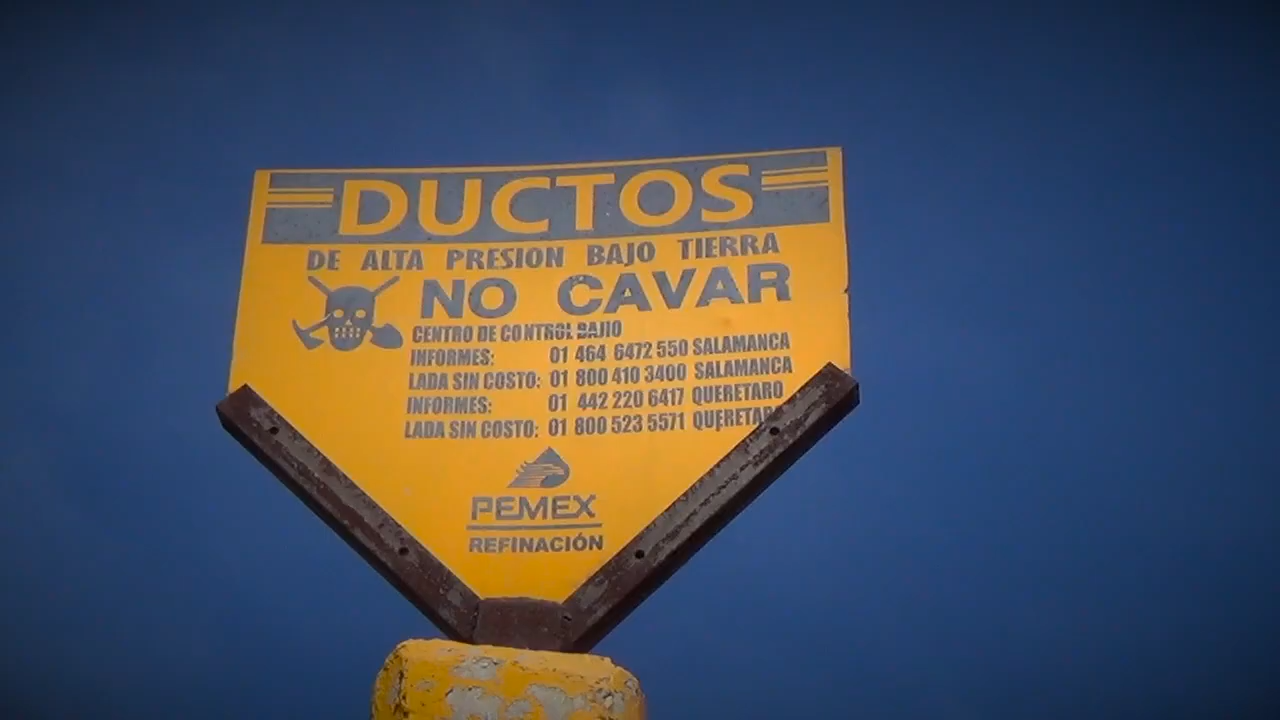 DUCTOS
DE ALTA PRESION BAJO TIERRA
NO CAVAR
CENTRO DE CONTROL BAJIO
INFORMES: 01 464 6472 550 SALAMANCA
LADA SIN COSTO: 01 800 410 3400 SALAMANCA
INFORMES: 01 442 220 6417 QUERETARO
LADA SIN COSTO: 01 800 523 5571 QUERETARO
PEMEX
REFINACIÓN